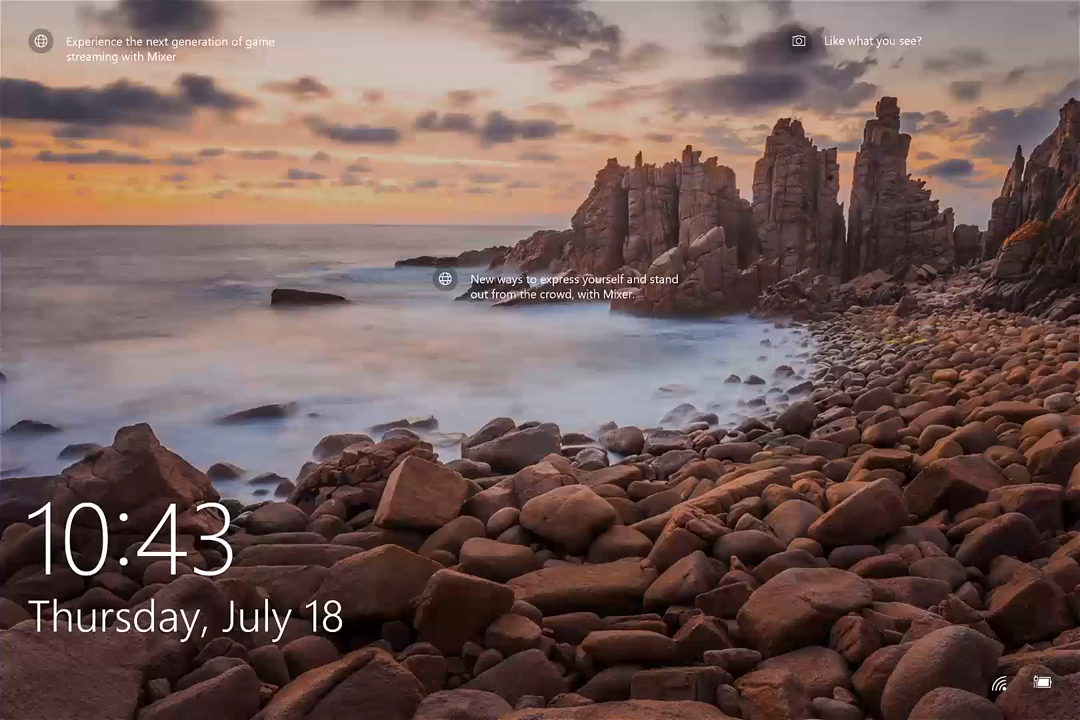 Experience the next generation of game
streaming with Mixer
Like what you see?
New ways to express yourself and stand
out from the crowd, with Mixer.
10:43
Thursday, July 18